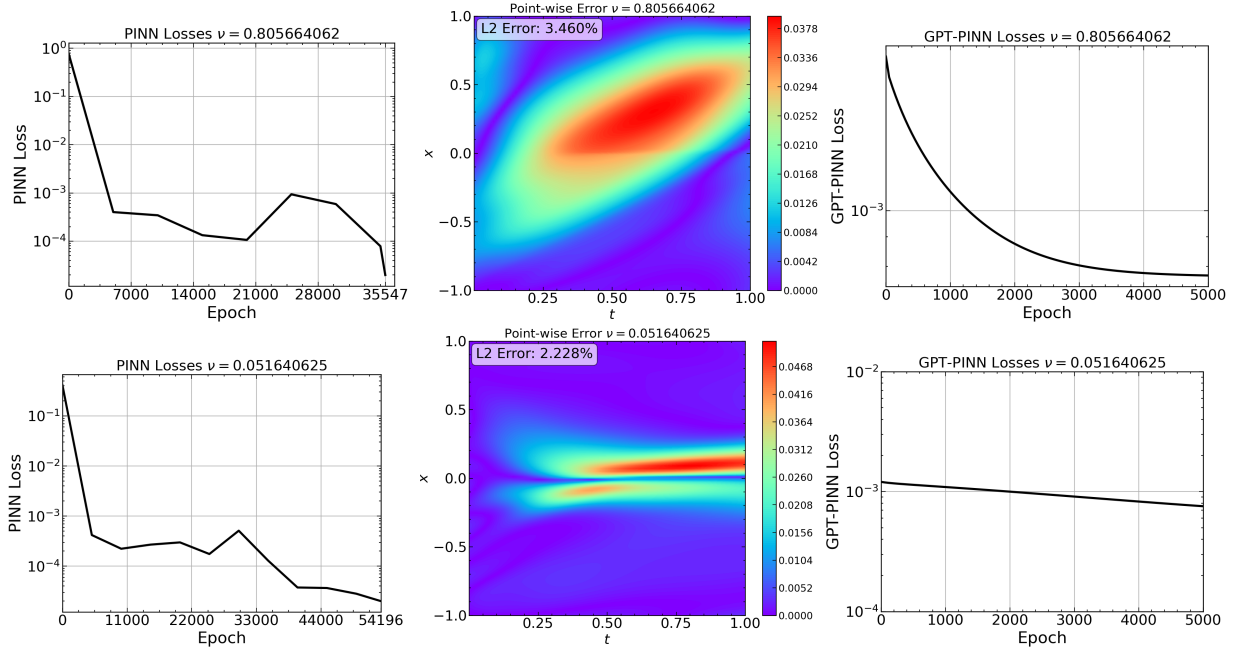 PINN Losses ν = 0.805664062
10⁰
10⁻¹
10⁻²
10⁻³
10⁻⁴
PINN Loss
0 7000 14000 21000 28000 35547
Epoch
Point-wise Error ν = 0.805664062
L2 Error: 3.460%
1.0
0.5
0.0
−0.5
−1.0
x
0.25 0.50 0.75 1.00
t
0.0378
0.0336
0.0294
0.0252
0.0210
0.0168
0.0126
0.0084
0.0042
0.0000
GPT-PINN Losses ν = 0.805664062
10⁻³
GPT-PINN Loss
0 1000 2000 3000 4000 5000
Epoch
PINN Losses ν = 0.051640625
10⁻¹
10⁻²
10⁻³
10⁻⁴
PINN Loss
0 11000 22000 33000 44000 54196
Epoch
Point-wise Error ν = 0.051640625
L2 Error: 2.228%
1.0
0.5
0.0
−0.5
−1.0
x
0.25 0.50 0.75 1.00
t
0.0468
0.0416
0.0364
0.0312
0.0260
0.0208
0.0156
0.0104
0.0052
0.0000
GPT-PINN Losses ν = 0.051640625
10⁻²
10⁻³
10⁻⁴
GPT-PINN Loss
0 1000 2000 3000 4000 5000
Epoch